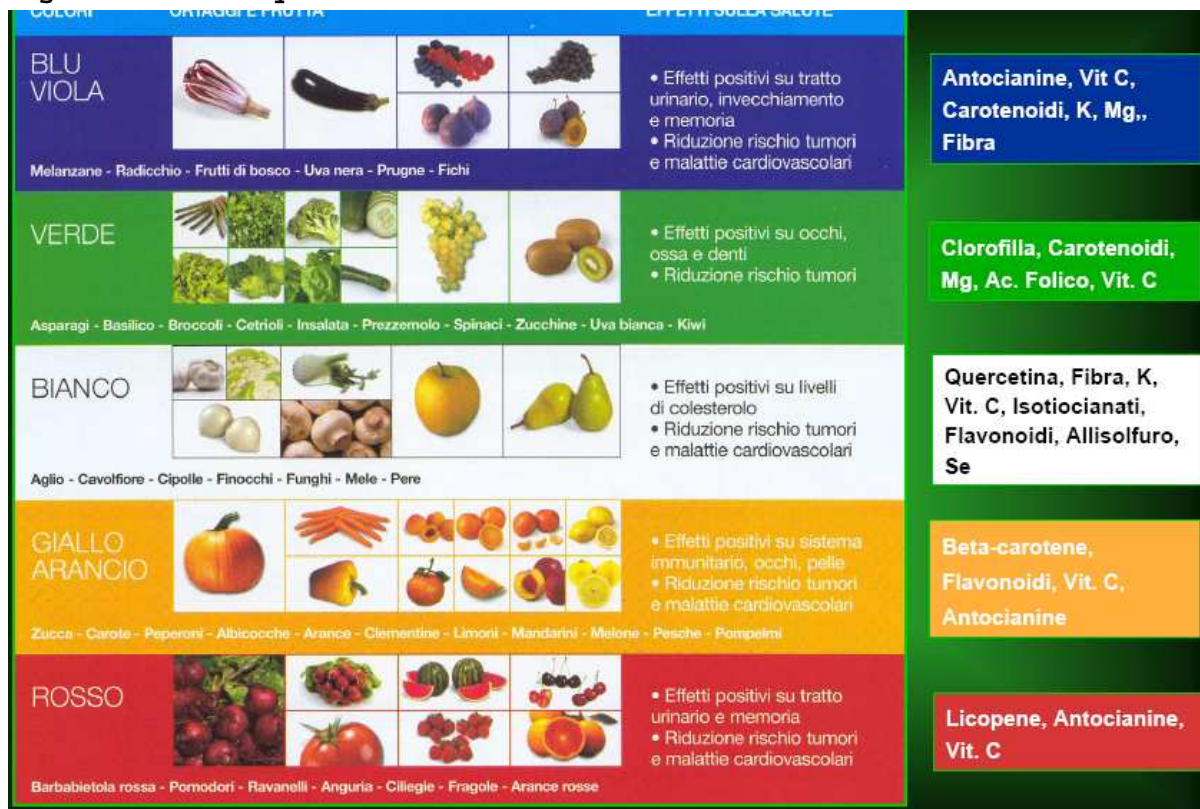 COLORI ORTAGGI E FRUTTA EFFETTI SULLA SALUTE
BLU
VIOLA
• Effetti positivi su tratto
urinario, invecchiamento
e memoria
• Riduzione rischio tumori
e malattie cardiovascolari
Melanzane - Radicchio - Frutti di bosco - Uva nera - Prugne - Fichi
Antocianine, Vit C,
Carotenoidi, K, Mg,,
Fibra
VERDE
• Effetti positivi su occhi,
ossa e denti
• Riduzione rischio tumori
Asparagi - Basilico - Broccoli - Cetrioli - Insalata - Prezzemolo - Spinaci - Zucchine - Uva bianca - Kiwi
Clorofilla, Carotenoidi,
Mg, Ac. Folico, Vit. C
BIANCO
• Effetti positivi su livelli
di colesterolo
• Riduzione rischio tumori
e malattie cardiovascolari
Aglio - Cavolfiore - Cipolle - Finocchi - Funghi - Mele - Pere
Quercetina, Fibra, K,
Vit. C, Isotiocianati,
Flavonoidi, Allisolfuro,
Se
GIALLO
ARANCIO
• Effetti positivi su sistema
immunitario, occhi, pelle
• Riduzione rischio tumori
e malattie cardiovascolari
Zucca - Carote - Peperoni - Albicocche - Arance - Clementine - Limoni - Mandarini - Melone - Pesche - Pompelmi
Beta-carotene,
Flavonoidi, Vit. C,
Antocianine
ROSSO
• Effetti positivi su tratto
urinario e memoria
• Riduzione rischio tumori
e malattie cardiovascolari
Barbabietola rossa - Pomodori - Ravanelli - Anguria - Ciliegie - Fragole - Arance rosse
Licopene, Antocianine,
Vit. C